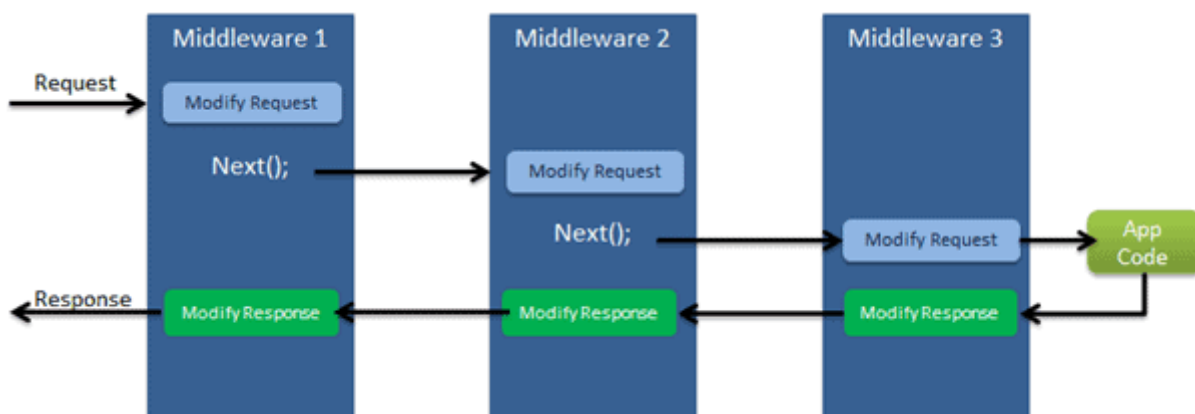 Middleware 1
Middleware 2
Middleware 3
Request
Modify Request
Next();
Modify Request
Next();
Modify Request
App
Code
Response
Modify Response
Modify Response
Modify Response